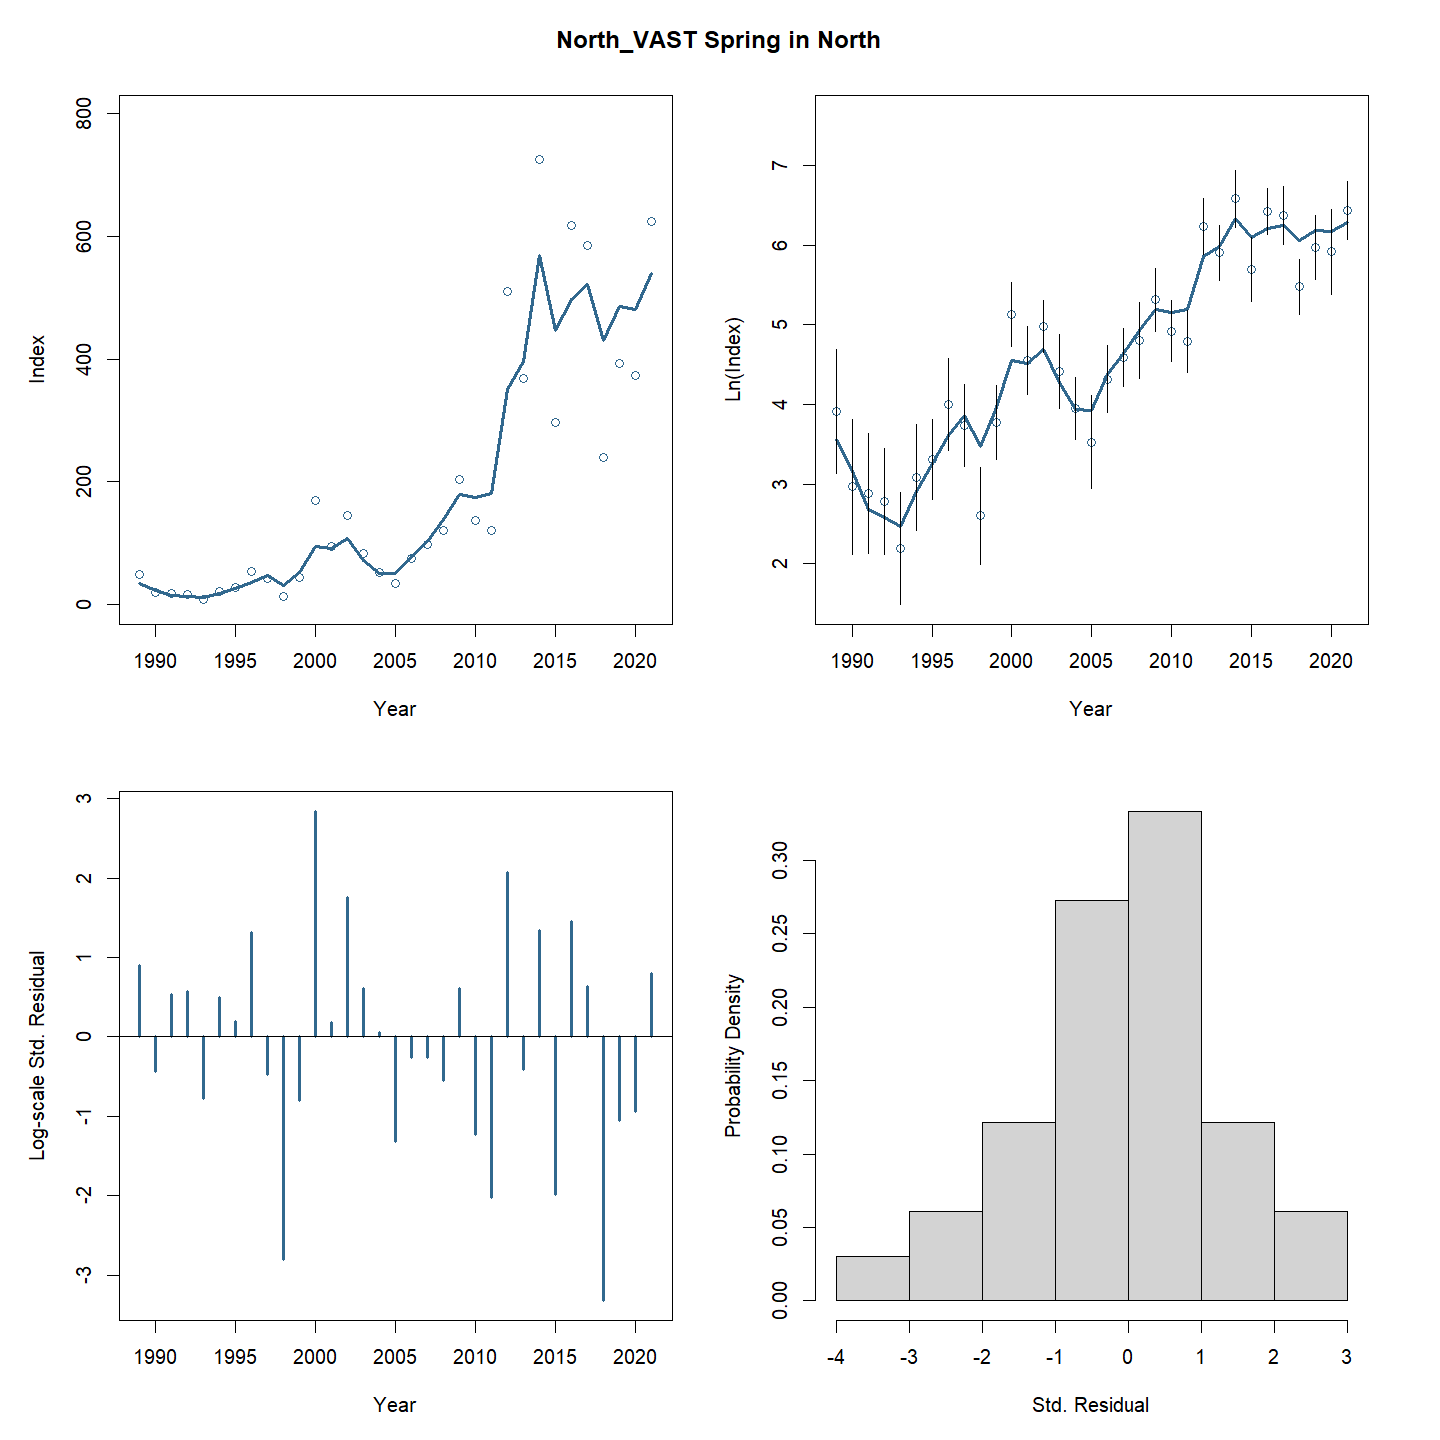 North_VAST Spring in North
Index
800
600
400
200
0
1990 1995 2000 2005 2010 2015 2020
Year
Ln(Index)
7
6
5
4
3
2
1990 1995 2000 2005 2010 2015 2020
Year
Log-scale Std. Residual
3
2
1
0
-1
-2
-3
1990 1995 2000 2005 2010 2015 2020
Year
Probability Density
0.30
0.25
0.20
0.15
0.10
0.05
0.00
-4 -3 -2 -1 0 1 2 3
Std. Residual